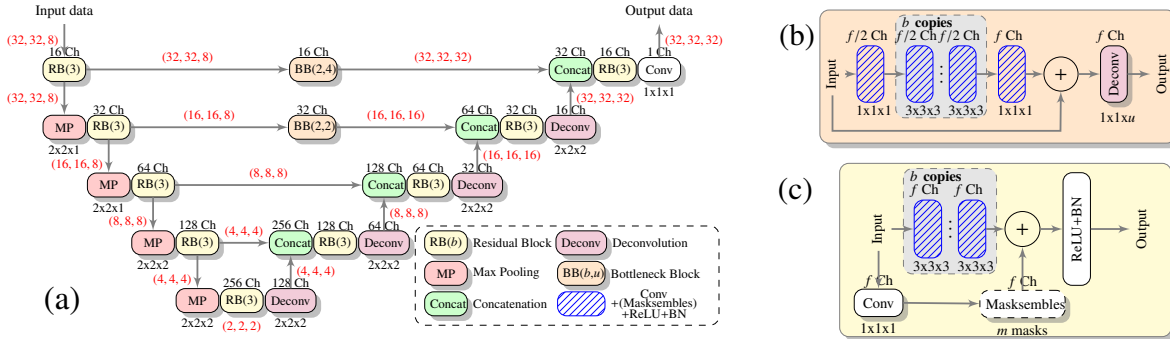 Input data
Output data
(32, 32, 8)
(32, 32, 32)
16 Ch
16 Ch
32 Ch
1 Ch
(32, 32, 8)
(32, 32, 32)
RB(3)
BB(2,4)
Concat
RB(3)
Conv
1x1x1
(32, 32, 8)
(32, 32, 32)
32 Ch
32 Ch
64 Ch
32 Ch
16 Ch
(16, 16, 8)
(16, 16, 16)
MP
RB(3)
BB(2,2)
Concat
RB(3)
Deconv
2x2x1
2x2x2
(16, 16, 8)
(16, 16, 16)
64 Ch
128 Ch
64 Ch
32 Ch
(8, 8, 8)
MP
RB(3)
Concat
RB(3)
Deconv
2x2x1
2x2x2
(8, 8, 8)
(8, 8, 8)
128 Ch
256 Ch
128 Ch
64 Ch
(4, 4, 4)
MP
RB(3)
Concat
RB(3)
Deconv
2x2x2
2x2x2
(4, 4, 4)
(4, 4, 4)
256 Ch
128 Ch
MP
RB(3)
Deconv
2x2x2
2x2x2
(2, 2, 2)
(a)
RB(b) Residual Block
Deconv Deconvolution
MP Max Pooling
BB(b,u) Bottleneck Block
Concat Concatenation
Conv
+(Masksembles)
+ReLU+BN
(b)
b copies
f/2 Ch
f/2 Ch
f/2 Ch
f Ch
f Ch
Input
...
+
Deconv
Output
1x1x1
3x3x3
3x3x3
1x1x1
1x1xu
(c)
b copies
f Ch
f Ch
Input
...
+
ReLU+BN
Output
3x3x3
3x3x3
f Ch
f Ch
Conv
Masksembles
1x1x1
m masks